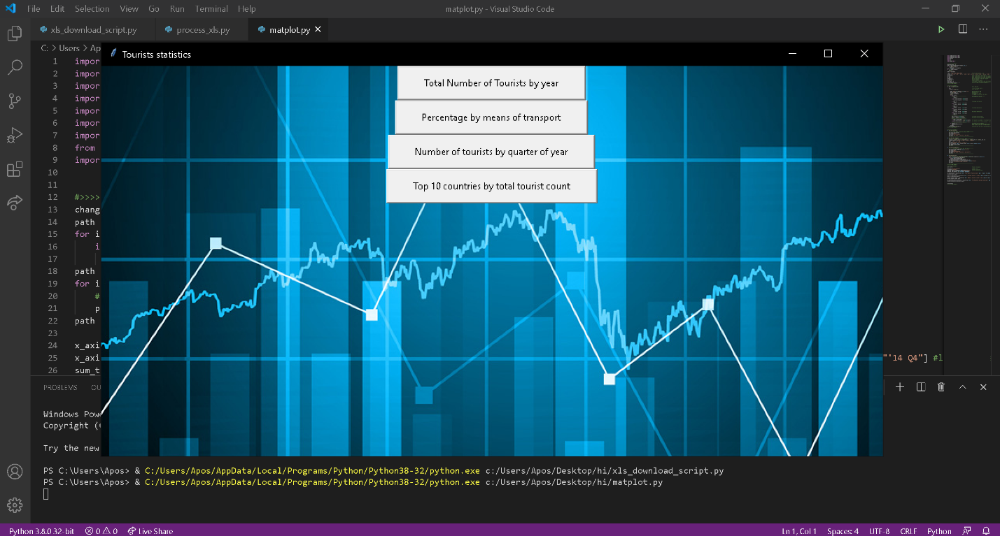 File Edit Selection View Go Run Terminal Help
matplot.py - Visual Studio Code
xls_download_script.py
process_xls.py
matplot.py
C: > Users > Ap
Tourists statistics
Total Number of Tourists by year
Percentage by means of transport
Number of tourists by quarter of year
Top 10 countries by total tourist count
1 impor
2 impor
3 impor
4 impor
5 impor
6 impor
7 impor
8 from
9 impor
10
11
12 #>>>>
13 chang
14 path
15 for i
16 i
17
18 path
19 for i
20 #
21 p
22 path
23
24 x_axi
25 x_axi "'14 Q4"] #l
26 sum_t
PROBLEMS OU
Windows Pow
Copyright (
Try the new
PS C:\Users\Apos> & C:/Users/Apos/AppData/Local/Programs/Python/Python38-32/python.exe c:/Users/Apos/Desktop/hi/xls_download_script.py
PS C:\Users\Apos> & C:/Users/Apos/AppData/Local/Programs/Python/Python38-32/python.exe c:/Users/Apos/Desktop/hi/matplot.py
Python 3.8.0 32-bit 0 0 Live Share
Ln 1, Col 1 Spaces: 4 UTF-8 CRLF Python